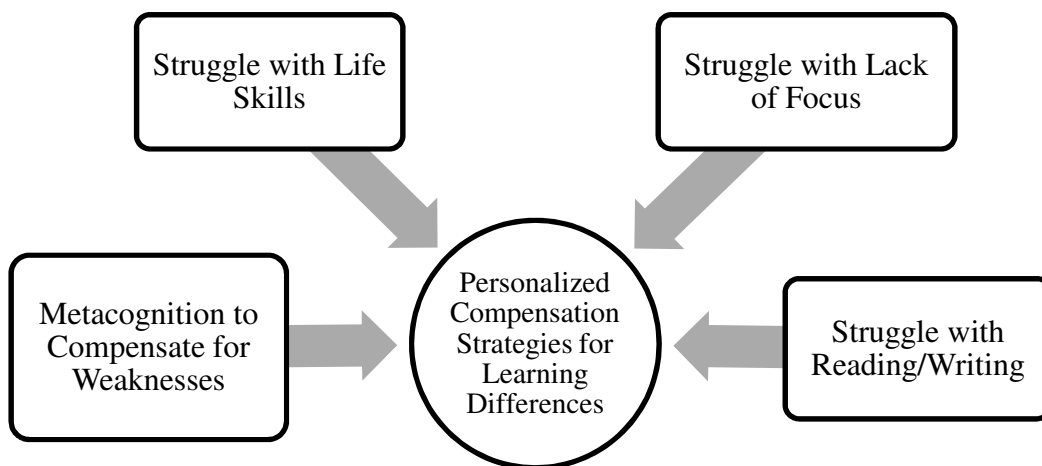 Struggle with Life
Skills
Struggle with Lack
of Focus
Metacognition to
Compensate for
Weaknesses
Personalized
Compensation
Strategies for
Learning
Differences
Struggle with
Reading/Writing